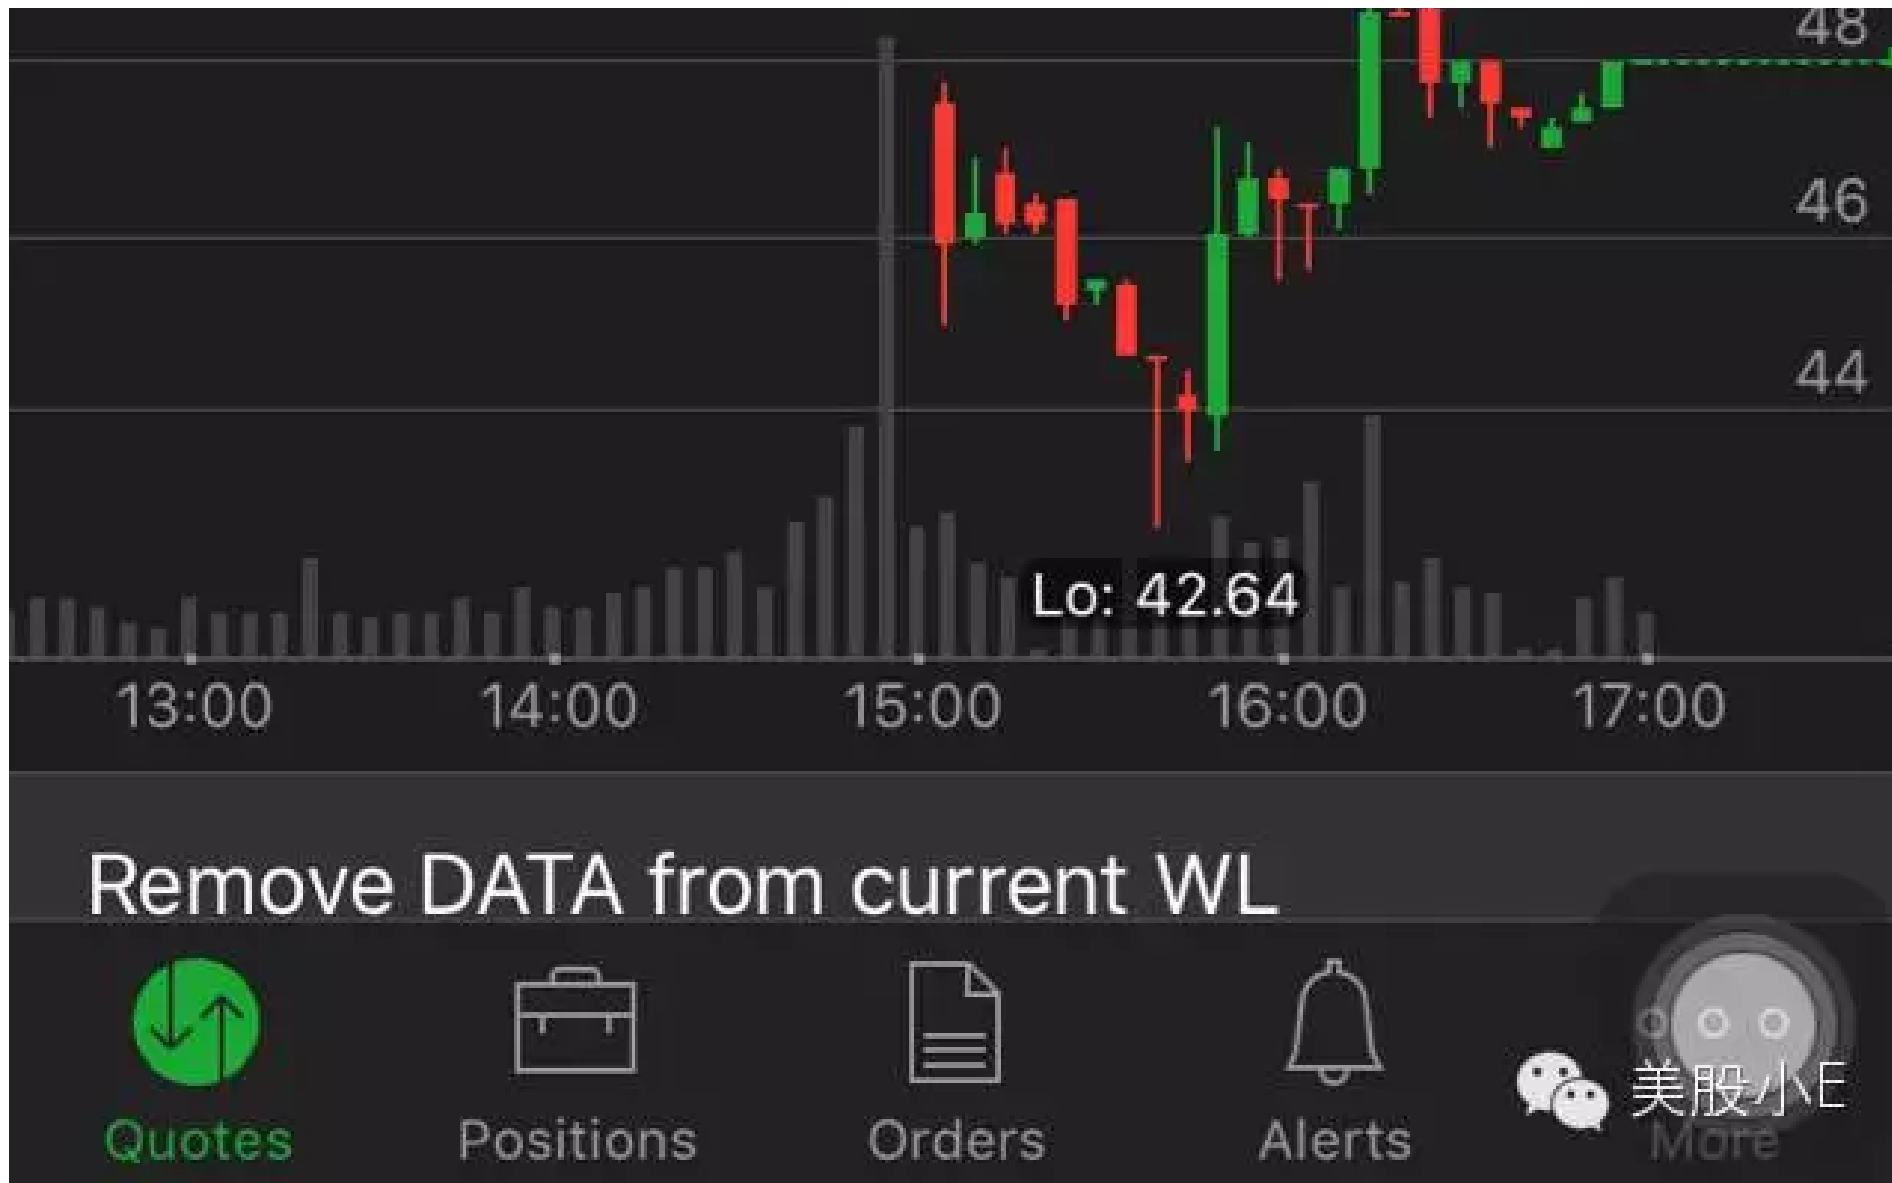 48
46
44
Lo: 42.64
13:00 14:00 15:00 16:00 17:00
Remove DATA from current WL
Quotes Positions Orders Alerts More
美股小E